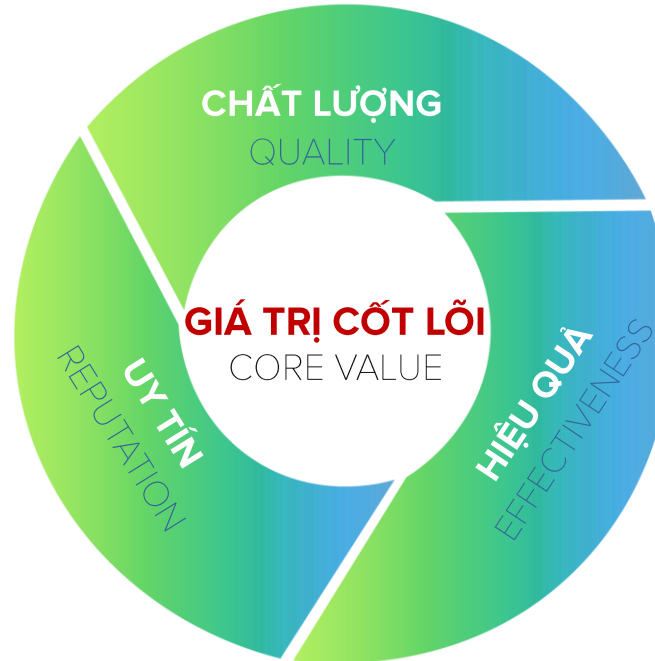 CHẤT LƯỢNG
QUALITY
GIÁ TRỊ CỐT LÕI
CORE VALUE
UY TÍN
REPUTATION
HIỆU QUẢ
EFFECTIVENESS